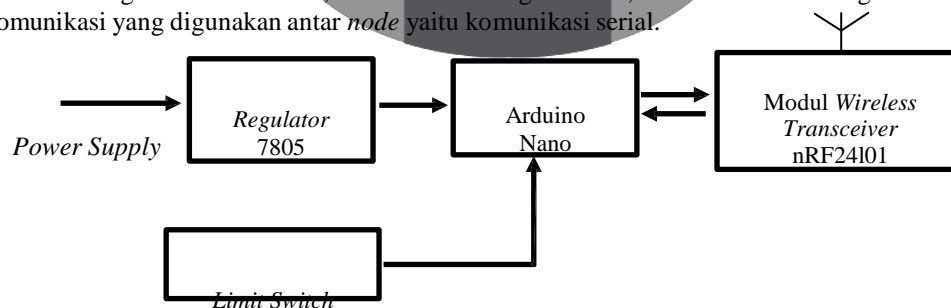 omunikasi yang digunakan antar node yaitu komunikasi serial.
Power Supply
Regulator
7805
Arduino
Nano
Modul Wireless
Transceiver
nRF24l01
Limit Switch